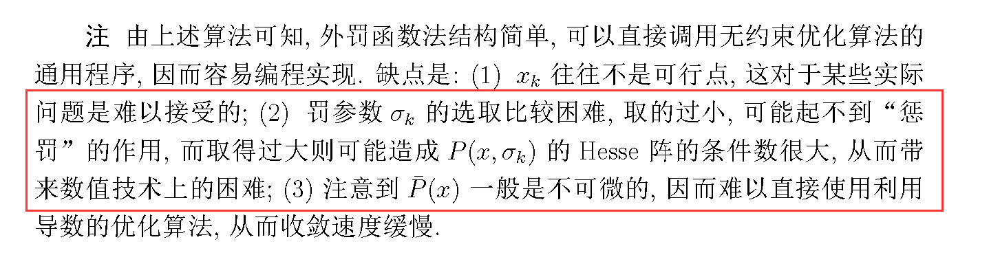 注 由上述算法可知, 外罚函数法结构简单, 可以直接调用无约束优化算法的
通用程序, 因而容易编程实现. 缺点是: (1) $x_k$ 往往不是可行点, 这对于某些实际
问题是难以接受的; (2) 罚参数 $\sigma_k$ 的选取比较困难, 取的过小, 可能起不到 “惩
罚” 的作用, 而取得过大则可能造成 $P(x, \sigma_k)$ 的 Hesse 阵的条件数很大, 从而带
来数值技术上的困难; (3) 注意到 $\bar{P}(x)$ 一般是不可微的, 因而难以直接使用利用
导数的优化算法, 从而收敛速度缓慢.